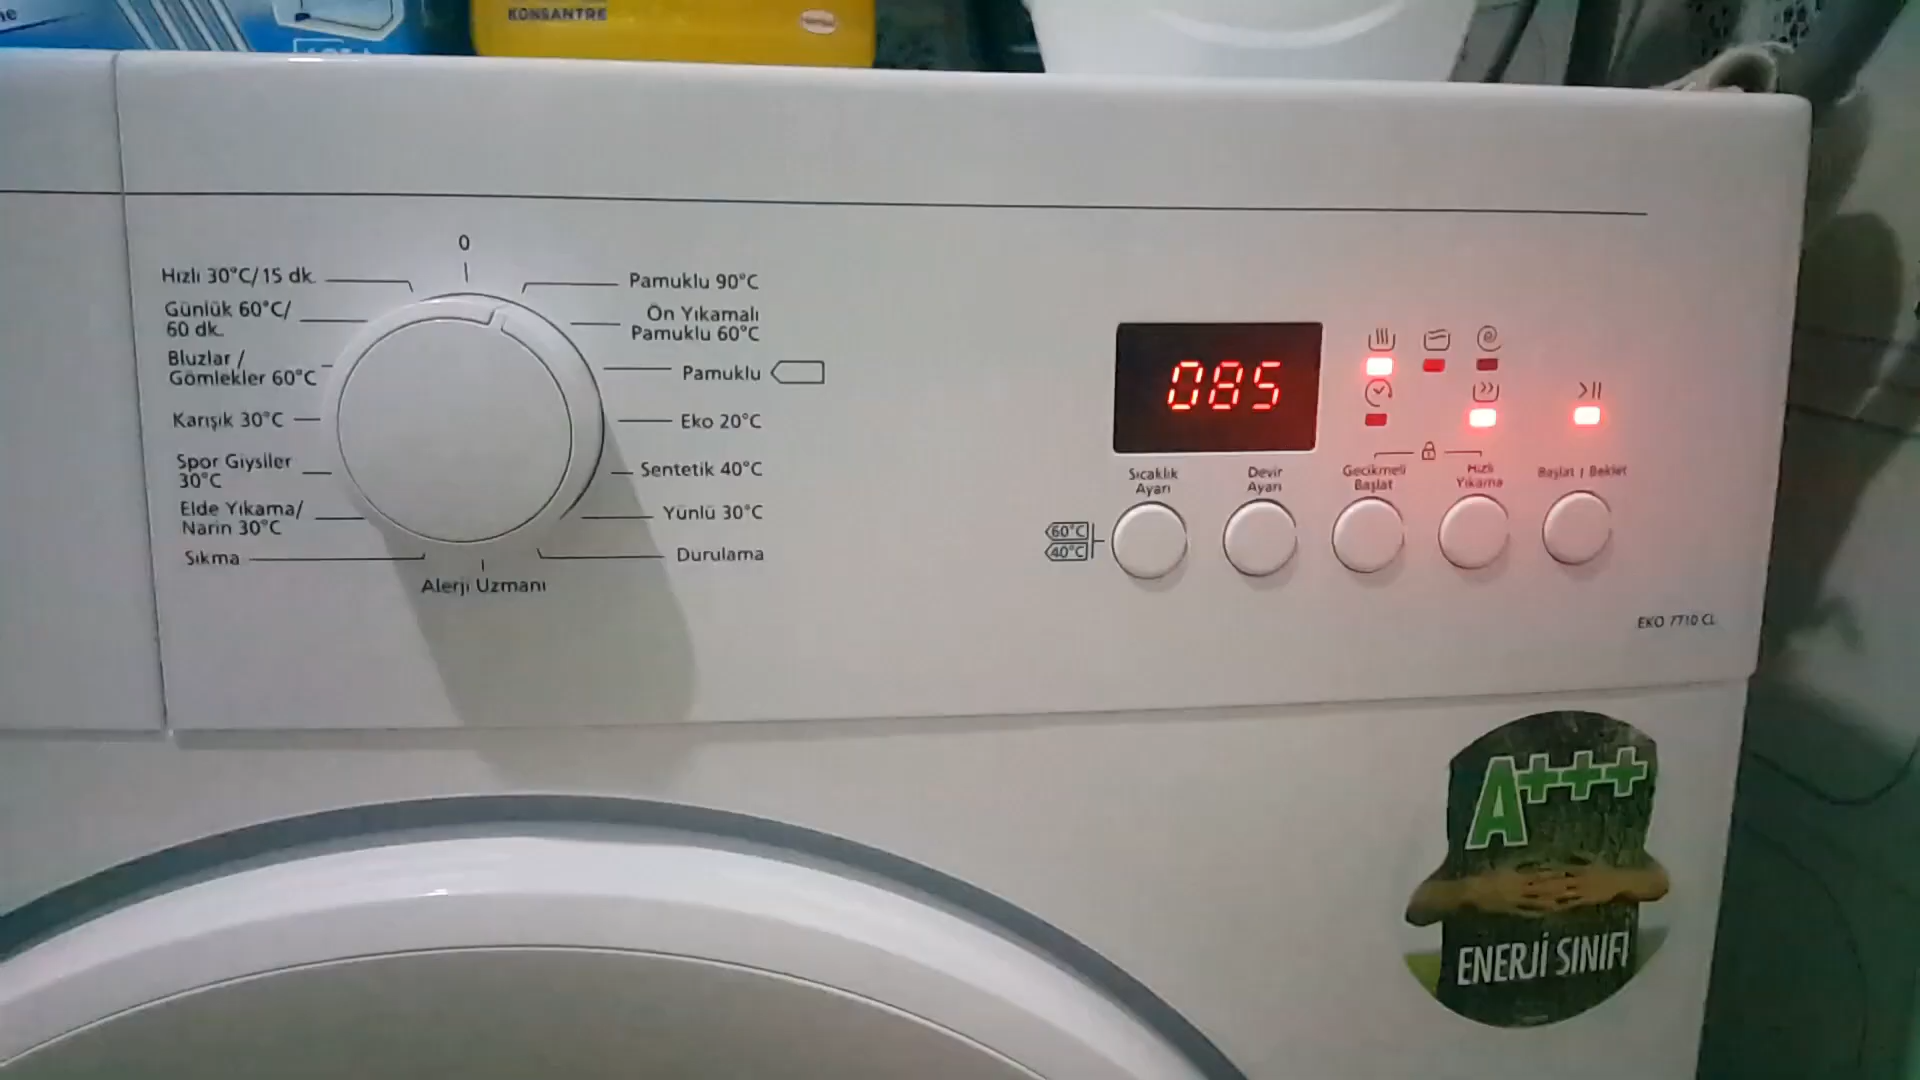 KONSANTRE
0
Hızlı 30°C/15 dk.
Günlük 60°C/
60 dk.
Bluzlar /
Gömlekler 60°C
Karışık 30°C
Spor Giysiler
30°C
Elde Yıkama/
Narin 30°C
Sıkma
Alerji Uzmanı
Pamuklu 90°C
Ön Yıkamalı
Pamuklu 60°C
Pamuklu
Eko 20°C
Sentetik 40°C
Yünlü 30°C
Durulama
085
>||
Sıcaklık
Ayarı
Devir
Ayarı
Gecikmeli
Başlat
Hızlı
Yıkama
Başlat | Beklet
60°C
40°C
EKO 7710 CL
A+++
ENERJİ SINIFI